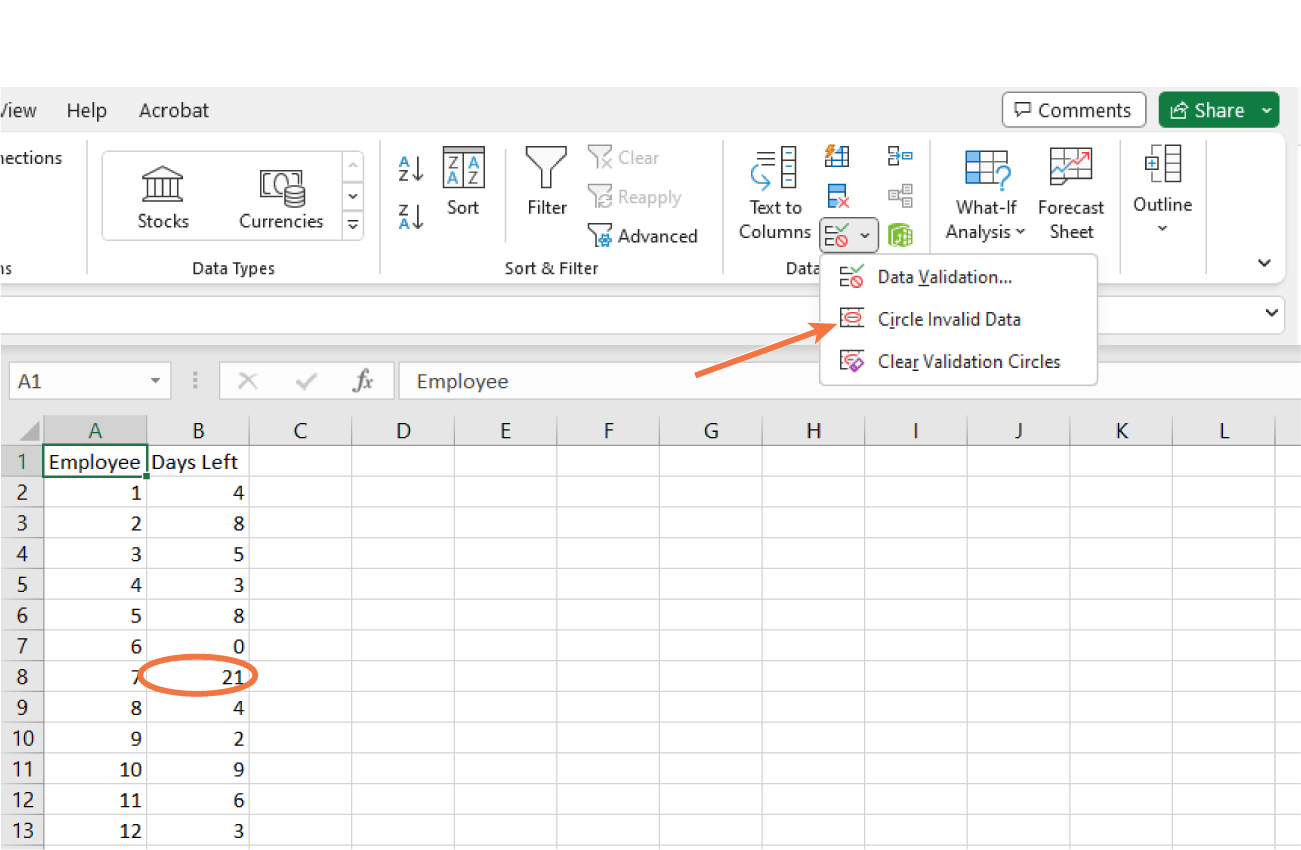 View Help Acrobat Comments Share
nections
Stocks Currencies
Data Types
Sort
Filter
Clear
Reapply
Advanced
Sort & Filter
Text to
Columns
Data
What-If
Analysis
Forecast
Sheet
Outline
Data Validation...
Circle Invalid Data
Clear Validation Circles
A1 fx Employee
A B C D E F G H I J K L
1 Employee Days Left
2 1 4
3 2 8
4 3 5
5 4 3
6 5 8
7 6 0
8 7 21
9 8 4
10 9 2
11 10 9
12 11 6
13 12 3